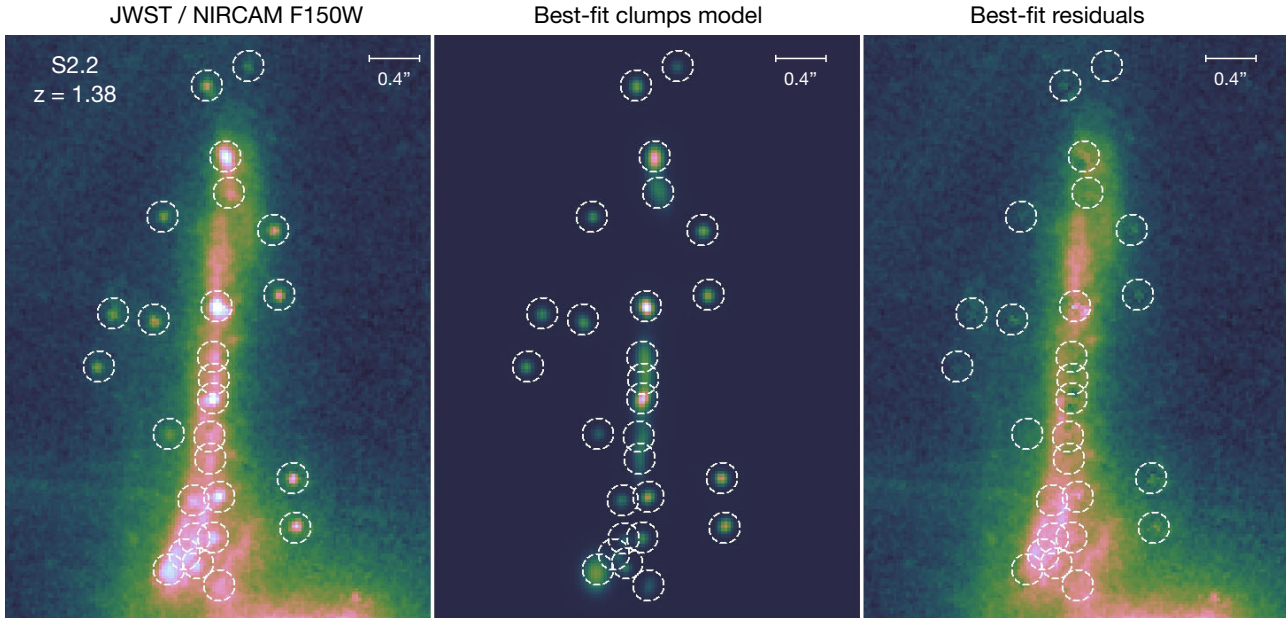 JWST / NIRCAM F150W
Best-fit clumps model
Best-fit residuals
S2.2
z = 1.38
0.4”
0.4”
0.4”